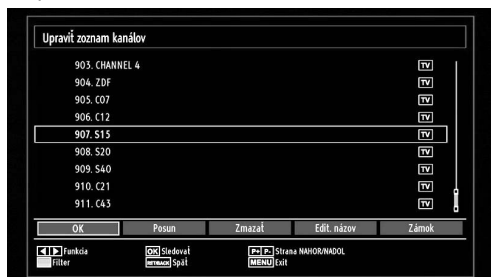 Upraviť zoznam kanálov
903. CHANNEL 4 TV
904. ZDF TV
905. C07 TV
906. C12 TV
907. S15 TV
908. S20 TV
909. S40 TV
910. C21 TV
911. C43 TV
OK Posun Zmazať Edit. názov Zámok
Funkcia OK Sledovať P+ P- Strana NAHOR/NADOL
Filter RET/BACK Späť MENU Exit